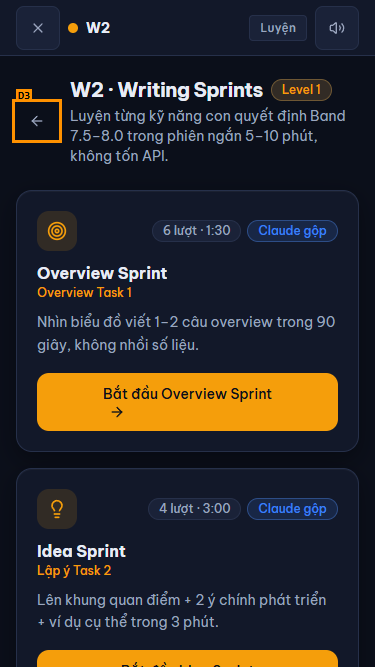 W2
Luyện
D3
W2 · Writing Sprints
Level 1
Luyện từng kỹ năng con quyết định Band
7.5–8.0 trong phiên ngắn 5–10 phút,
không tốn API.
6 lượt · 1:30
Claude gộp
Overview Sprint
Overview Task 1
Nhìn biểu đồ viết 1–2 câu overview trong 90
giây, không nhồi số liệu.
Bắt đầu Overview Sprint
→
4 lượt · 3:00
Claude gộp
Idea Sprint
Lập ý Task 2
Lên khung quan điểm + 2 ý chính phát triển
+ ví dụ cụ thể trong 3 phút.
Bắt đầu Idea Sprint